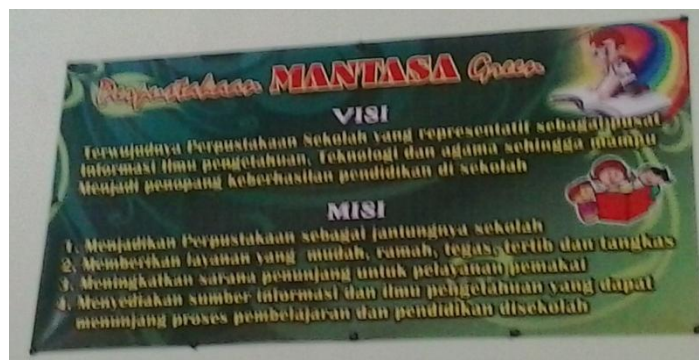 Perpustakaan MANTASA Green
VISI
Terwujudnya Perpustakaan Sekolah yang representatif sebagai pusat
Informasi Ilmu pengetahuan, Teknologi dan agama sehingga mampu
Menjadi penopang keberhasilan pendidikan di sekolah
MISI
1. Menjadikan Perpustakaan sebagai jantungnya sekolah
2. Memberikan layanan yang mudah, ramah, tegas, tertib dan tangkas
3. Meningkatkan sarana penunjang untuk pelayanan pemakai
4. Menyediakan sumber informasi dan ilmu pengetahuan yang dapat
menunjang proses pembelajaran dan pendidikan disekolah